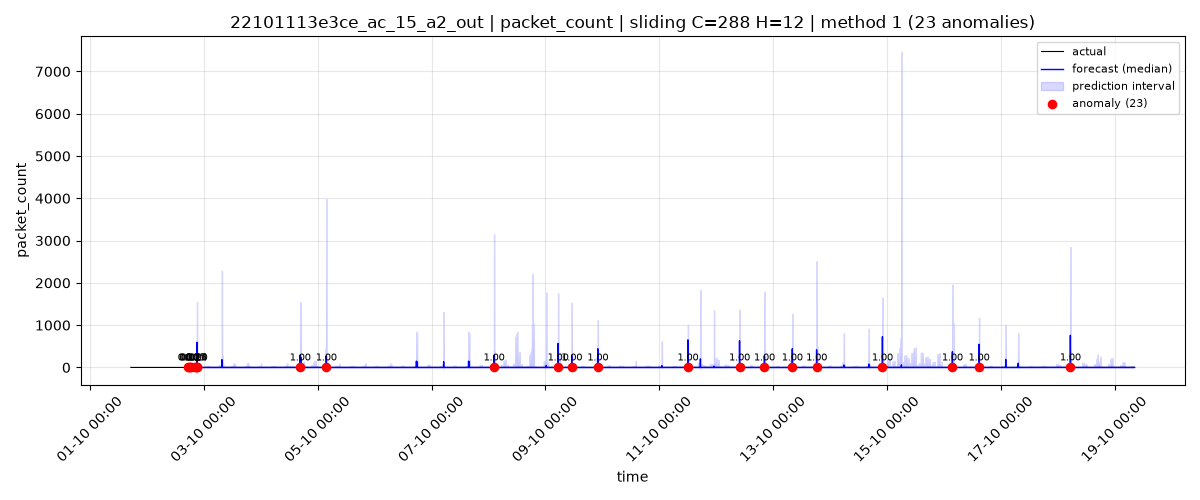 22101113e3ce_ac_15_a2_out | packet_count | sliding C=288 H=12 | method 1 (23 anomalies)
actual
forecast (median)
prediction interval
anomaly (23)
packet_count
7000
6000
5000
4000
3000
2000
1000
0
1.00 1.00 1.00 1.00 1.00 1.00 1.00 1.00 1.00 1.00 1.00 1.00 1.00 1.00 1.00
01-10 00:00 03-10 00:00 05-10 00:00 07-10 00:00 09-10 00:00 11-10 00:00 13-10 00:00 15-10 00:00 17-10 00:00 19-10 00:00
time